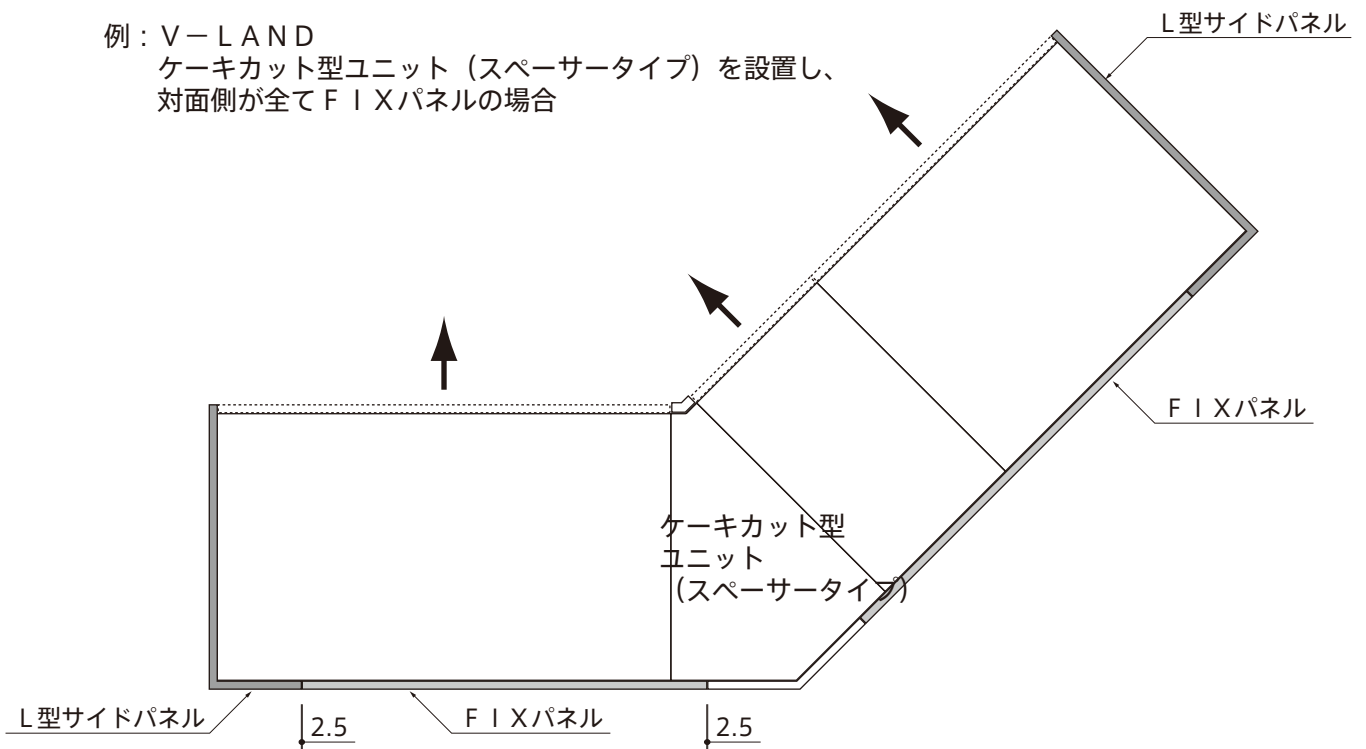 例：Ｖ－ＬＡＮＤ
ケーキカット型ユニット（スペーサータイプ）を設置し、
対面側が全てＦＩＸパネルの場合
Ｌ型サイドパネル
ＦＩＸパネル
ケーキカット型
ユニット
（スペーサータイプ）
Ｌ型サイドパネル
2.5
ＦＩＸパネル
2.5